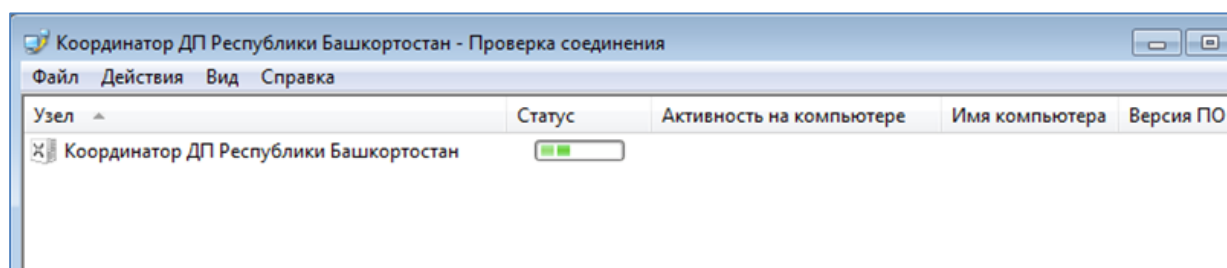 Координатор ДП Республики Башкортостан - Проверка соединения
Файл Действия Вид Справка
Узел Статус Активность на компьютере Имя компьютера Версия ПО
Координатор ДП Республики Башкортостан